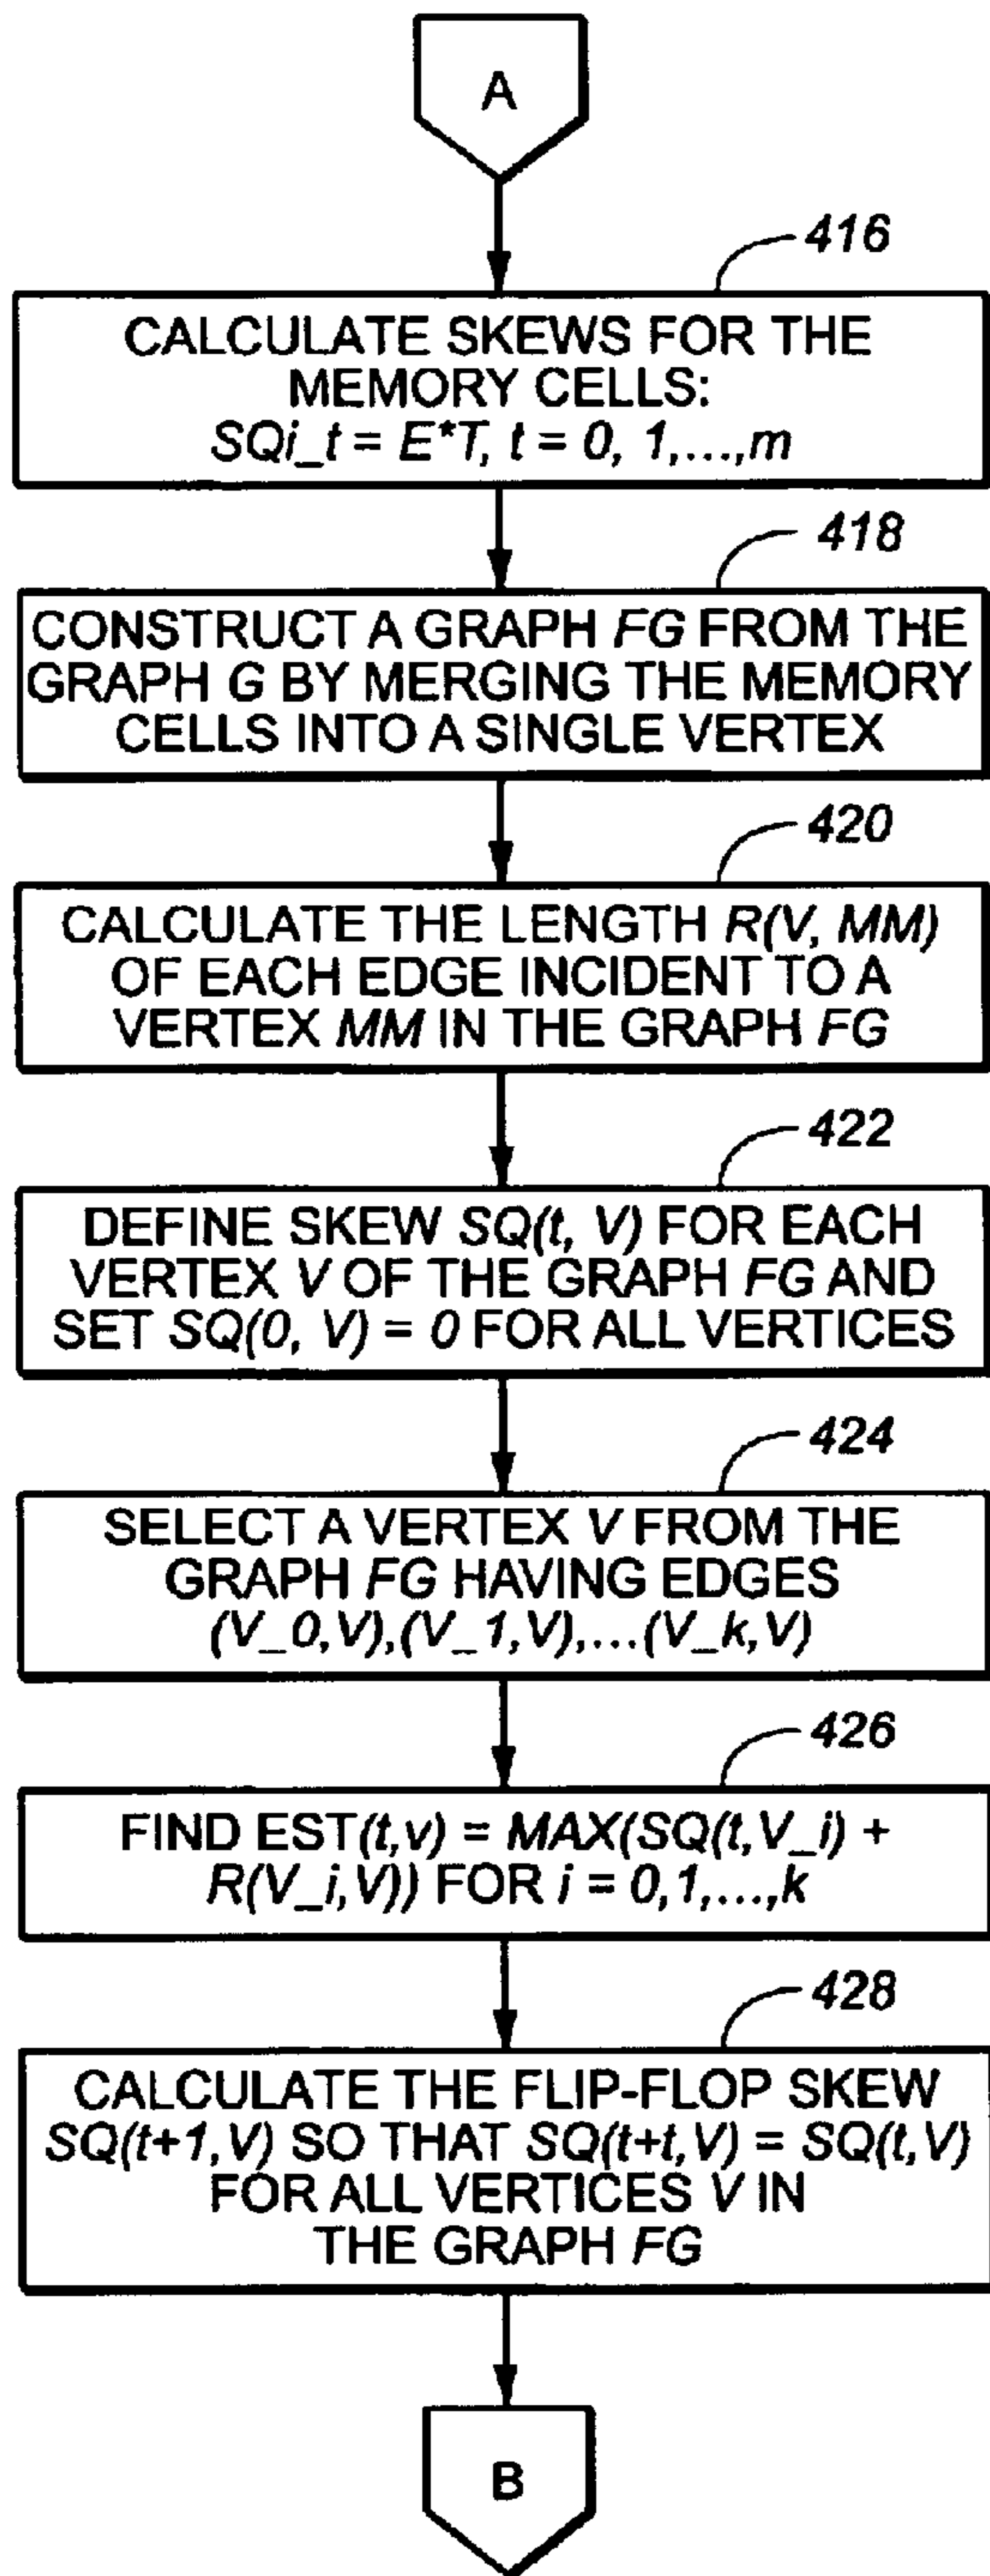 A
416
CALCULATE SKEWS FOR THE
MEMORY CELLS:
SQi_t = E*T, t = 0, 1,...,m
418
CONSTRUCT A GRAPH FG FROM THE
GRAPH G BY MERGING THE MEMORY
CELLS INTO A SINGLE VERTEX
420
CALCULATE THE LENGTH R(V, MM)
OF EACH EDGE INCIDENT TO A
VERTEX MM IN THE GRAPH FG
422
DEFINE SKEW SQ(t, V) FOR EACH
VERTEX V OF THE GRAPH FG AND
SET SQ(0, V) = 0 FOR ALL VERTICES
424
SELECT A VERTEX V FROM THE
GRAPH FG HAVING EDGES
(V_0,V),(V_1,V),...(V_k,V)
426
FIND EST(t,v) = MAX(SQ(t,V_i) +
R(V_i,V)) FOR i = 0,1,...,k
428
CALCULATE THE FLIP-FLOP SKEW
SQ(t+1,V) SO THAT SQ(t+t,V) = SQ(t,V)
FOR ALL VERTICES V IN
THE GRAPH FG
B